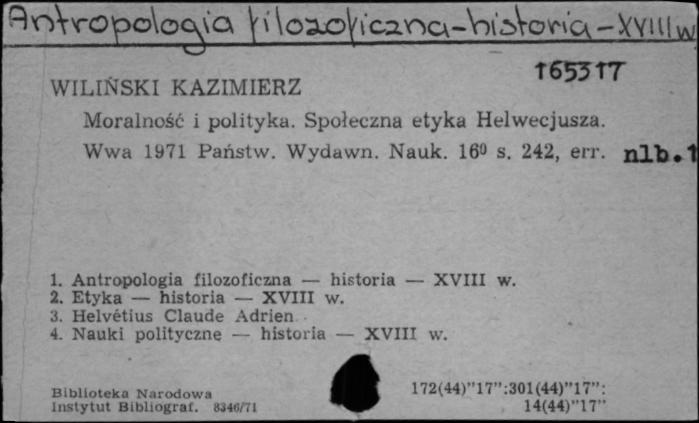 Antropologia filozoficzna-historia-XVIII w
165317
WILIŃSKI KAZIMIERZ
Moralność i polityka. Społeczna etyka Helwecjusza.
Wwa 1971 Państw. Wydawn. Nauk. 16⁰ s. 242, err. nlb.1
1. Antropologia filozoficzna — historia — XVIII w.
2. Etyka — historia — XVIII w.
3. Helvétius Claude Adrien
4. Nauki polityczne — historia — XVIII w.
Biblioteka Narodowa
Instytut Bibliograf. 8346/71
172(44)"17":301(44)"17":
14(44)"17"